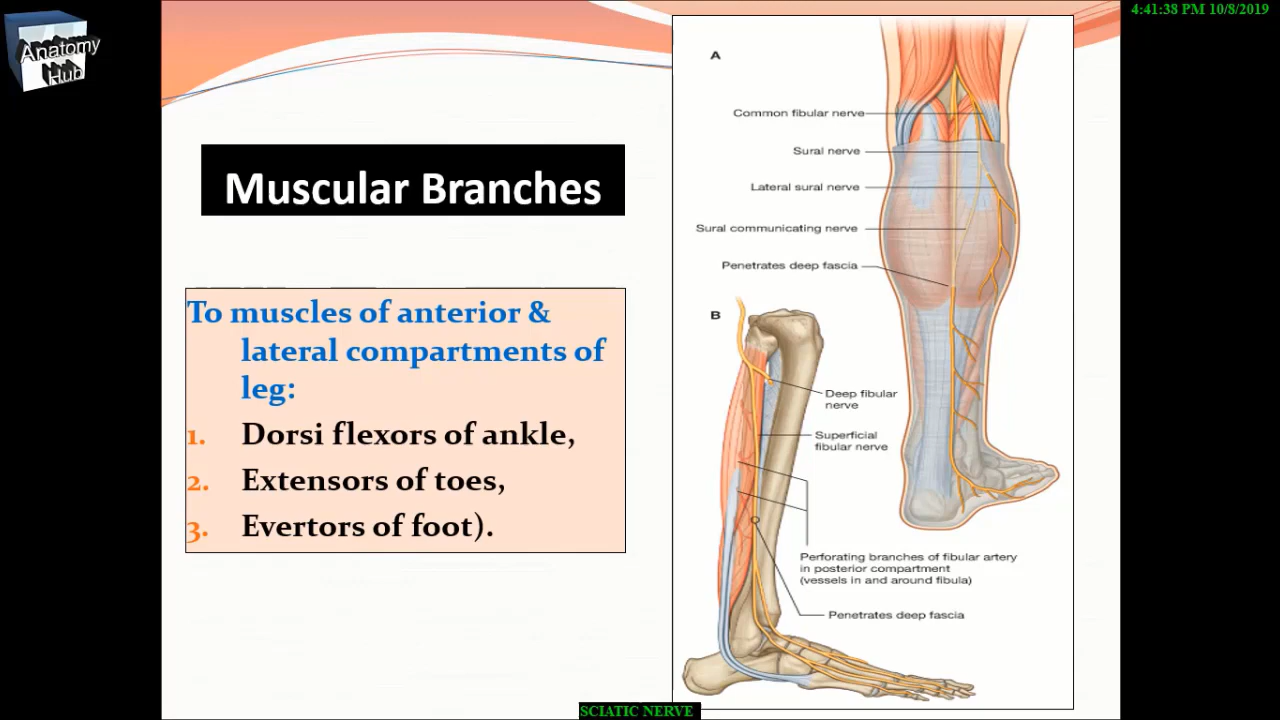 4:41:38 PM 10/8/2019
Anatomy
Hub
Muscular Branches
To muscles of anterior &
lateral compartments of
leg:
1. Dorsi flexors of ankle,
2. Extensors of toes,
3. Evertors of foot).
A
Common fibular nerve
Sural nerve
Lateral sural nerve
Sural communicating nerve
Penetrates deep fascia
B
Deep fibular
nerve
Superficial
fibular nerve
Perforating branches of fibular artery
in posterior compartment
(vessels in and around fibula)
Penetrates deep fascia
SCIATIC NERVE